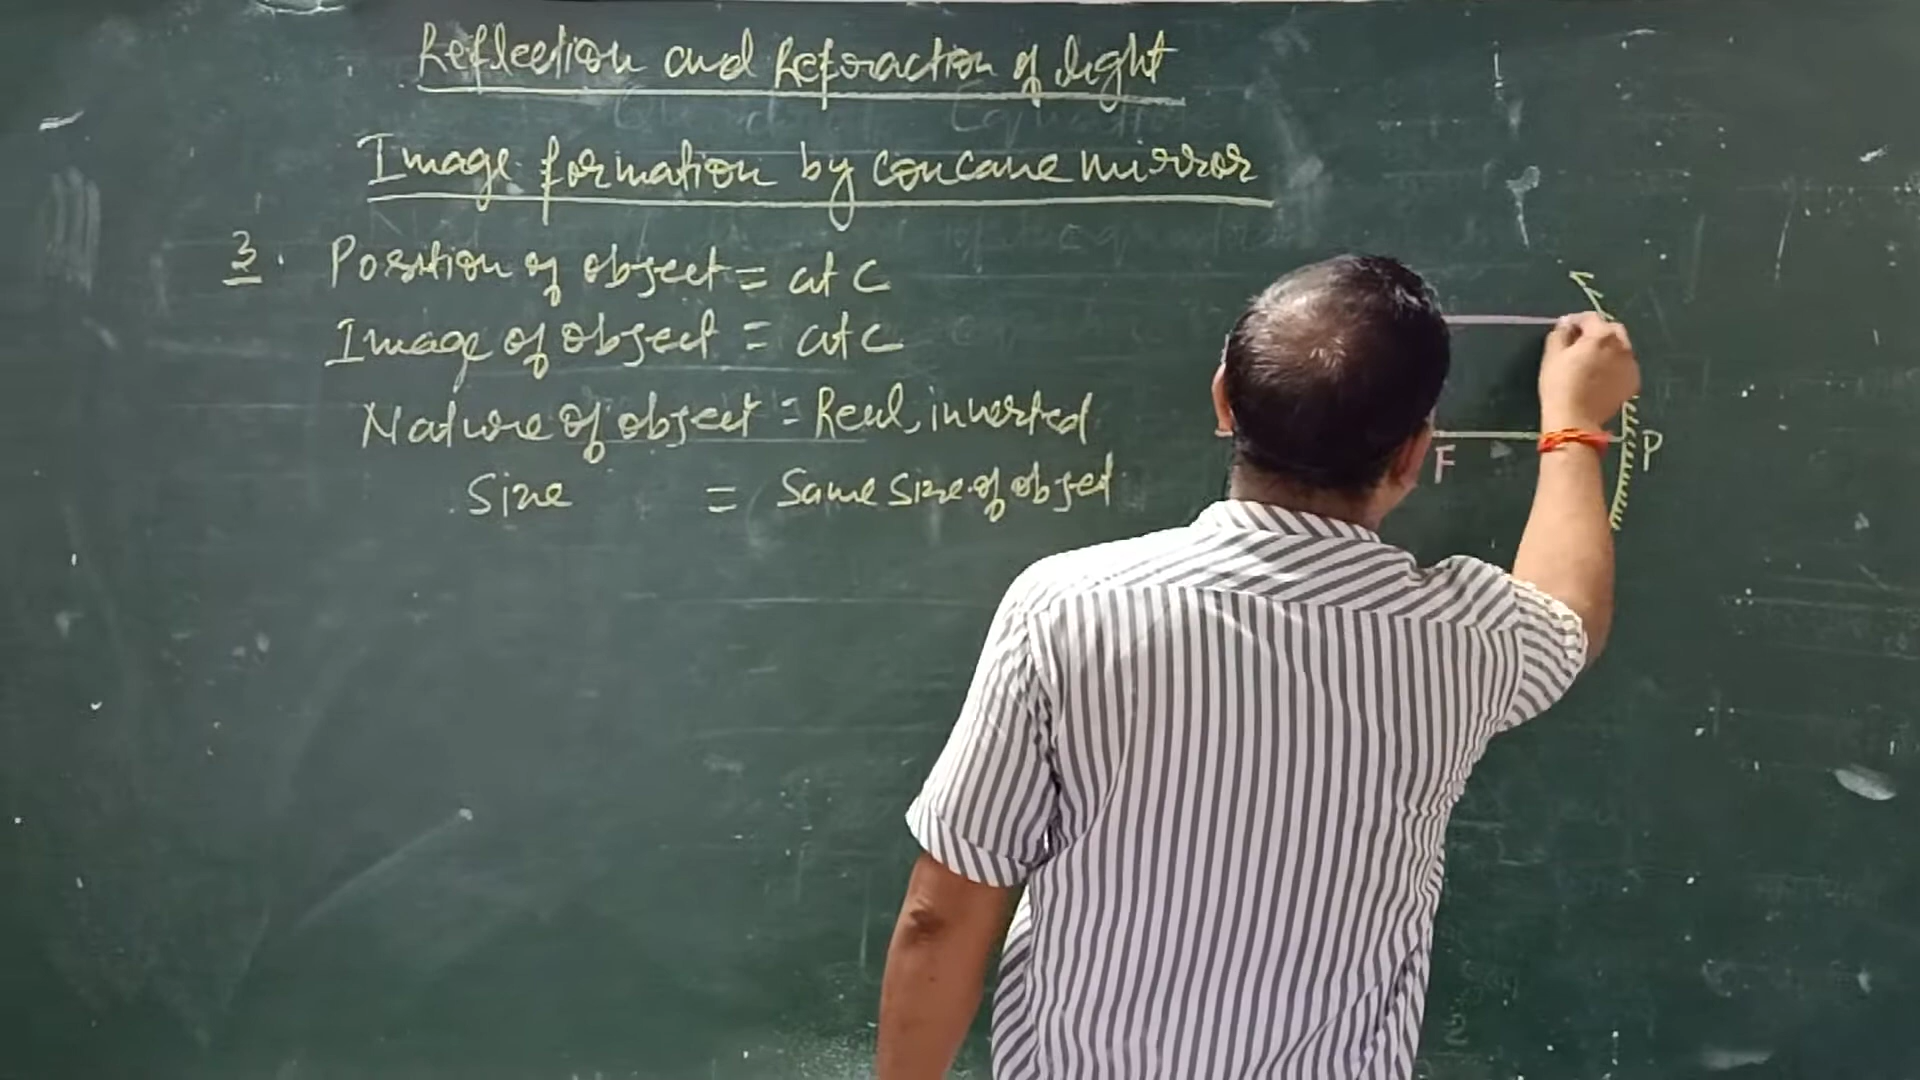 Reflection and Refraction of light
Image formation by concave mirror
3. Position of object = at C
Image of object = at C
Nature of object = Real, inverted
Size = Same size of object
F
P